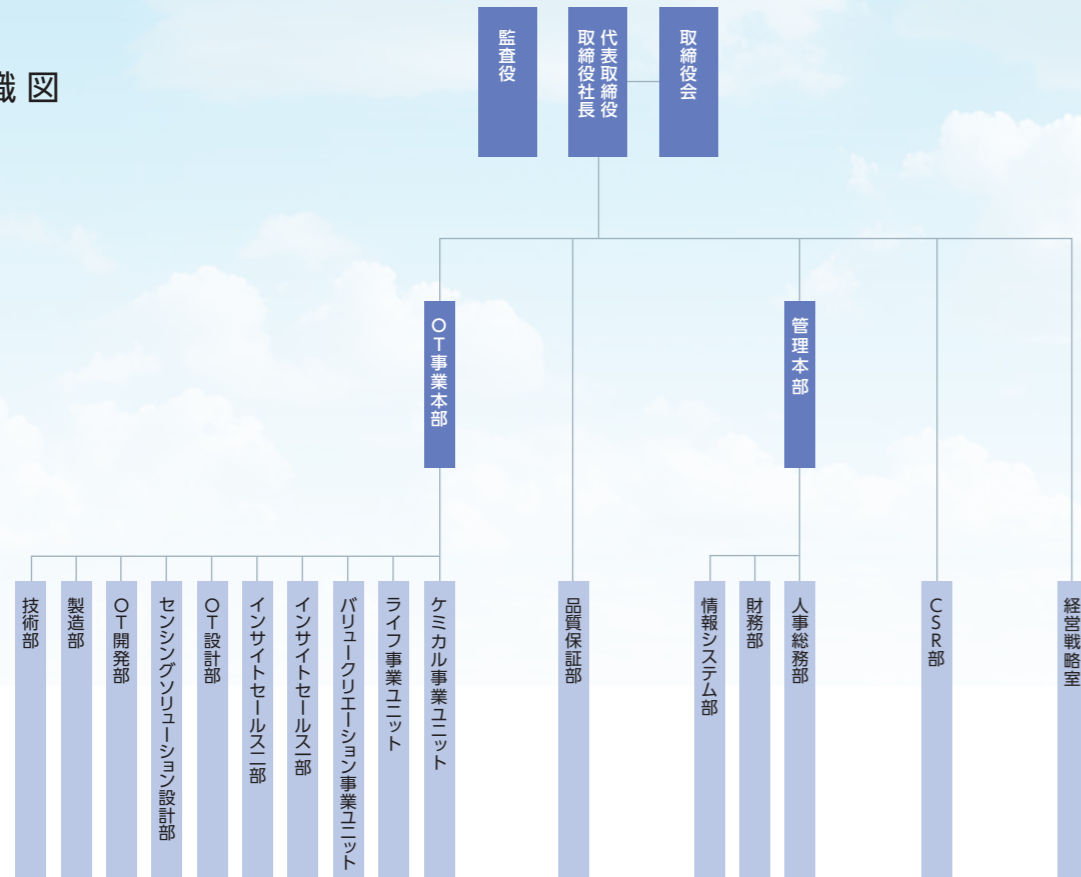 織図
取締役会
代表取締役
取締役社長
監査役
管理本部
OT事業本部
経営戦略室
CSR部
人事総務部
財務部
情報システム部
品質保証部
ケミカル事業ユニット
ライフ事業ユニット
バリュークリエーション事業ユニット
インサイトセールス一部
インサイトセールス二部
OT設計部
センシングソリューション設計部
OT開発部
製造部
技術部